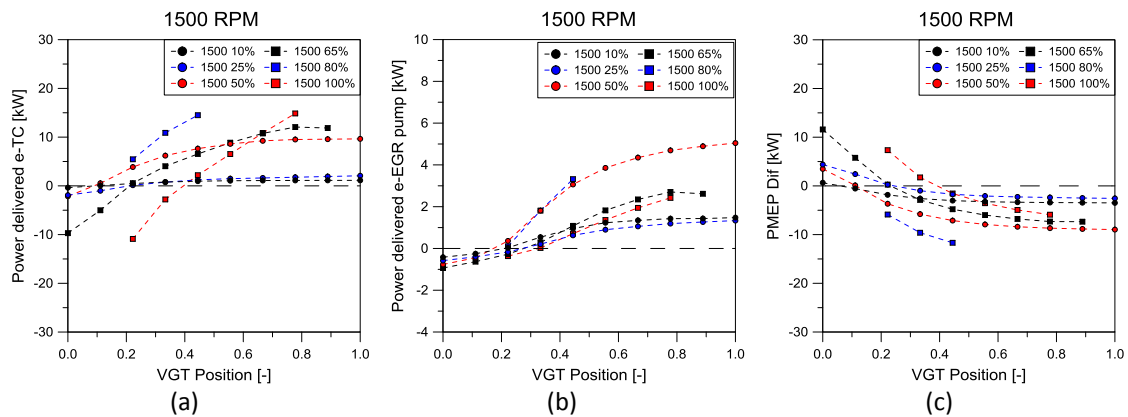 1500 RPM
30
20
10
0
-10
-20
-30
Power delivered e-TC [kW]
1500 10%
1500 65%
1500 25%
1500 80%
1500 50%
1500 100%
0.0 0.2 0.4 0.6 0.8 1.0
VGT Position [-]
(a)
1500 RPM
10
8
6
4
2
0
-2
-4
Power delivered e-EGR pump [kW]
1500 10%
1500 65%
1500 25%
1500 80%
1500 50%
1500 100%
0.0 0.2 0.4 0.6 0.8 1.0
VGT Position [-]
(b)
1500 RPM
30
20
10
0
-10
-20
-30
PMEP Dif [kW]
1500 10%
1500 65%
1500 25%
1500 80%
1500 50%
1500 100%
0.0 0.2 0.4 0.6 0.8 1.0
VGT Position [-]
(c)